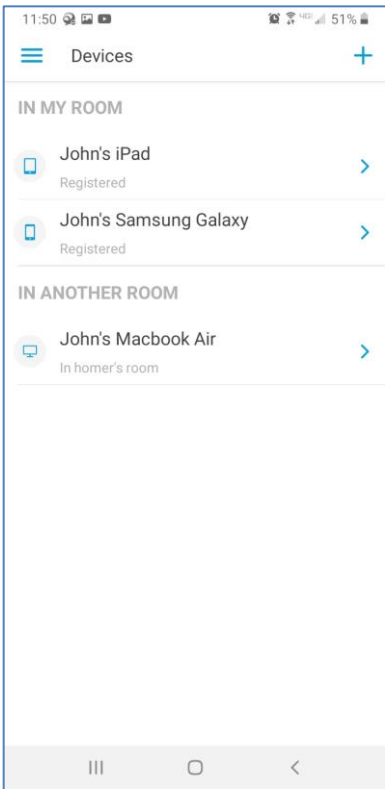 11:50 51%
Devices
IN MY ROOM
John's iPad
Registered
John's Samsung Galaxy
Registered
IN ANOTHER ROOM
John's Macbook Air
In homer's room